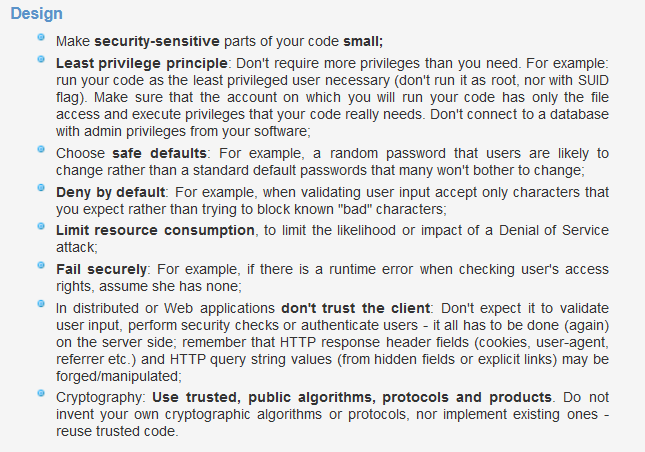 Design
Make security-sensitive parts of your code small;
Least privilege principle: Don't require more privileges than you need. For example:
run your code as the least privileged user necessary (don't run it as root, nor with SUID
flag). Make sure that the account on which you will run your code has only the file
access and execute privileges that your code really needs. Don't connect to a database
with admin privileges from your software;
Choose safe defaults: For example, a random password that users are likely to
change rather than a standard default passwords that many won't bother to change;
Deny by default: For example, when validating user input accept only characters that
you expect rather than trying to block known "bad" characters;
Limit resource consumption, to limit the likelihood or impact of a Denial of Service
attack;
Fail securely: For example, if there is a runtime error when checking user's access
rights, assume she has none;
In distributed or Web applications don't trust the client: Don't expect it to validate
user input, perform security checks or authenticate users - it all has to be done (again)
on the server side; remember that HTTP response header fields (cookies, user-agent,
referrer etc.) and HTTP query string values (from hidden fields or explicit links) may be
forged/manipulated;
Cryptography: Use trusted, public algorithms, protocols and products. Do not
invent your own cryptographic algorithms or protocols, nor implement existing ones -
reuse trusted code.